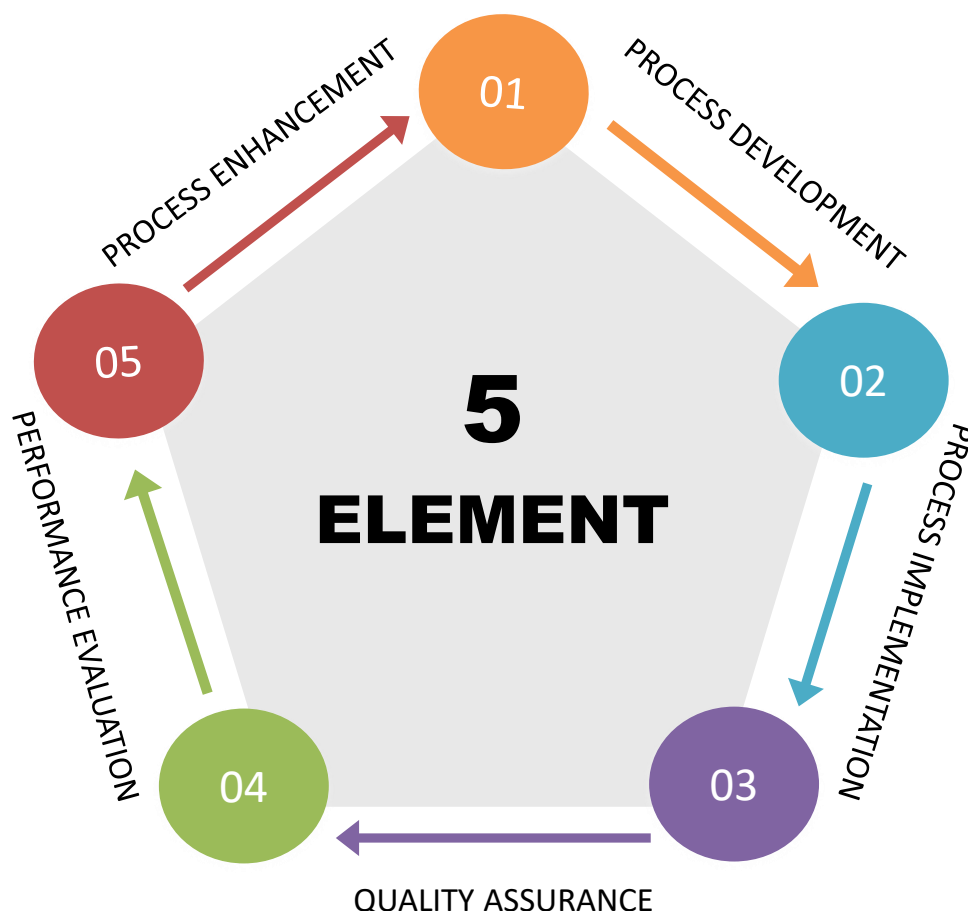 01
PROCESS DEVELOPMENT
02
PROCESS IMPLEMENTATION
03
QUALITY ASSURANCE
04
PERFORMANCE EVALUATION
05
PROCESS ENHANCEMENT
5
ELEMENT